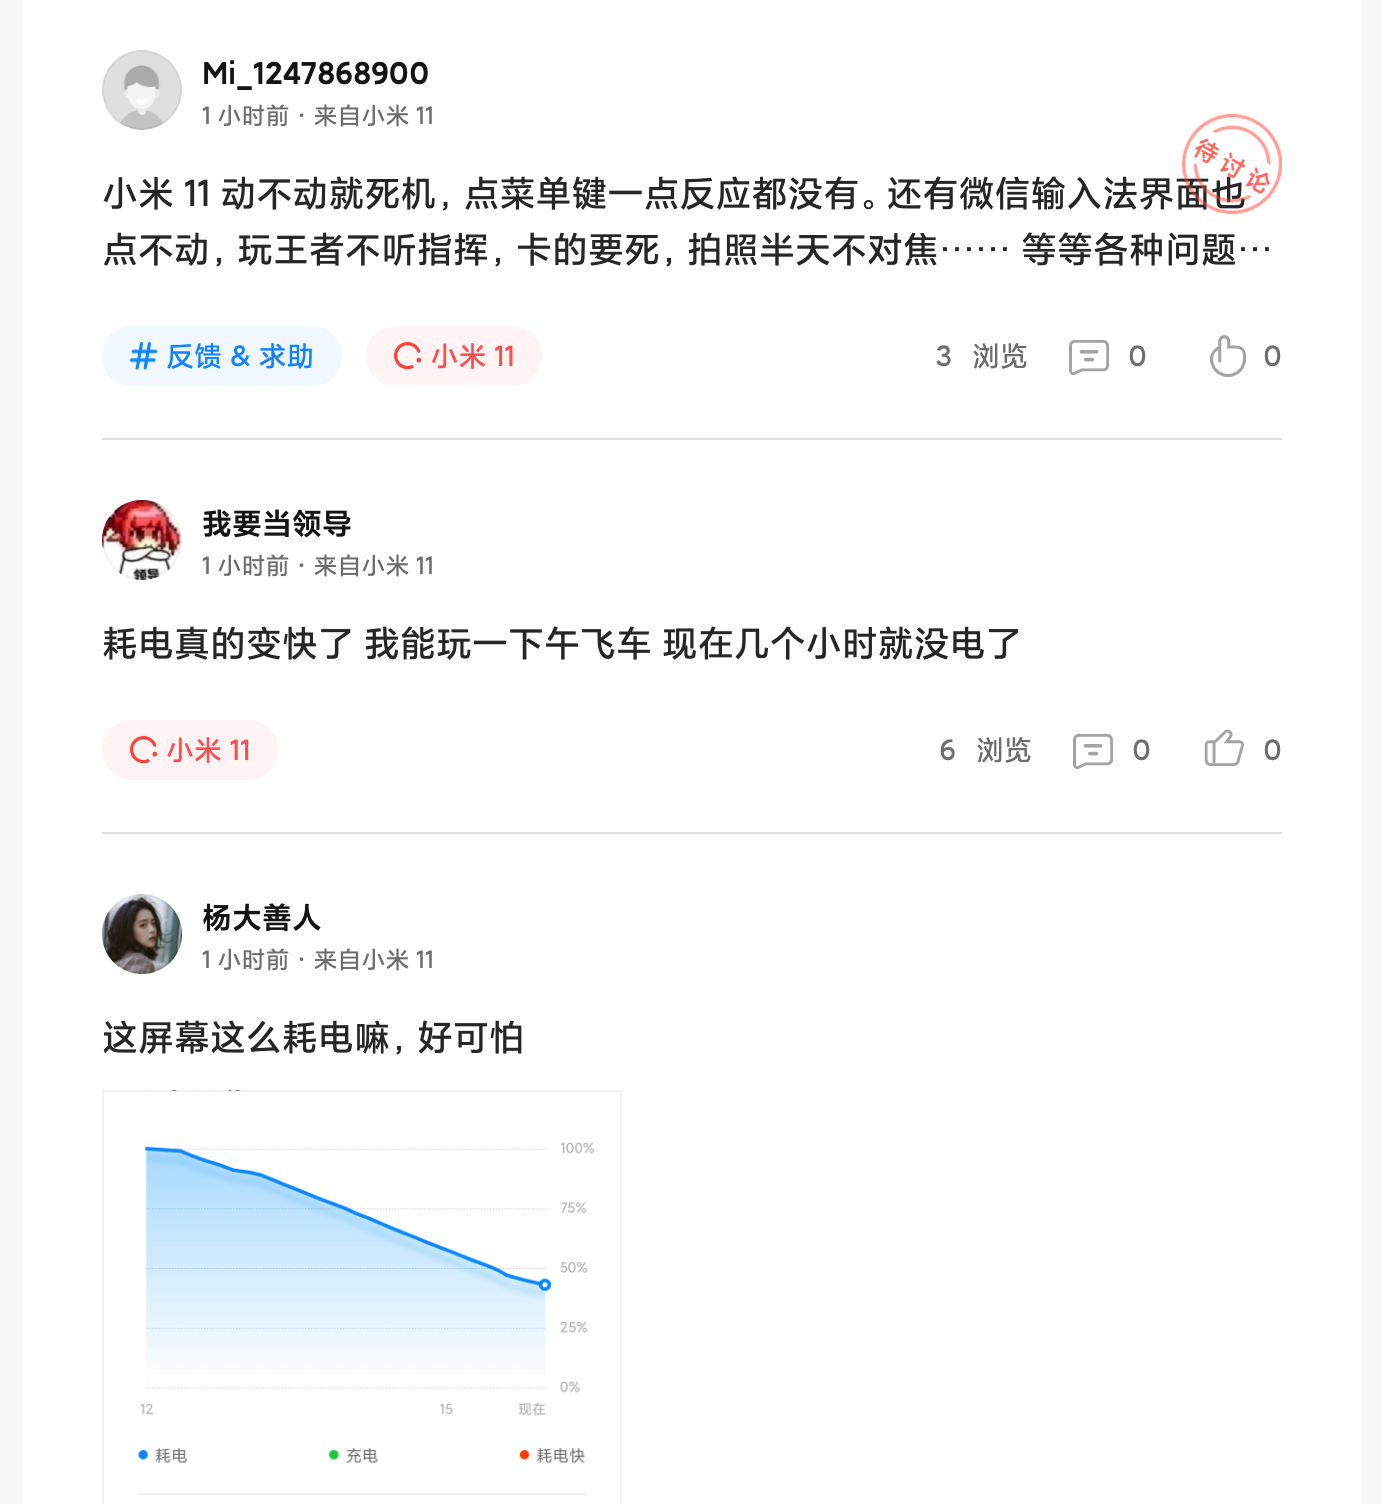 Mi_1247868900
1 小时前 · 来自小米 11
待讨论
小米 11 动不动就死机，点菜单键一点反应都没有。还有微信输入法界面也
点不动，玩王者不听指挥，卡的要死，拍照半天不对焦…… 等等各种问题…
# 反馈 & 求助 小米 11 3 浏览 0 0
我要当领导
1 小时前 · 来自小米 11
领导
耗电真的变快了 我能玩一下午飞车 现在几个小时就没电了
小米 11 6 浏览 0 0
杨大善人
1 小时前 · 来自小米 11
这屏幕这么耗电嘛，好可怕
100%
75%
50%
25%
0%
12 15 现在
耗电 充电 耗电快